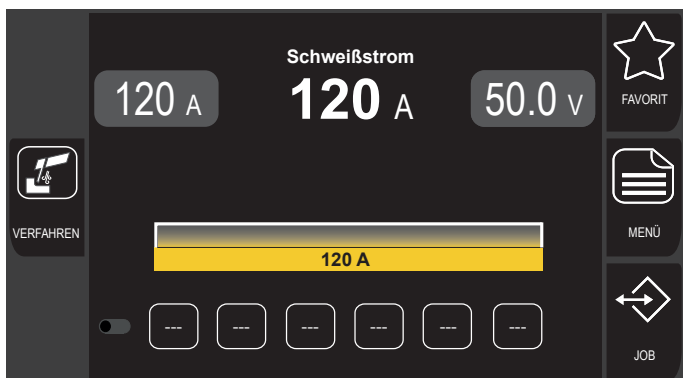 Schweißstrom
120 A
120 A
50.0 V
FAVORIT
VERFAHREN
MENÜ
120 A
--- --- --- --- --- ---
JOB